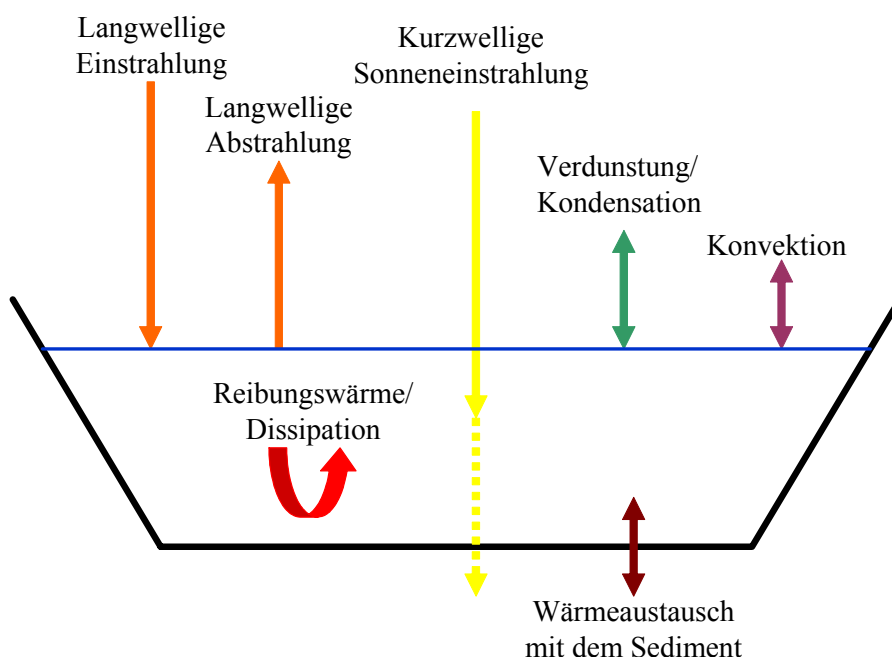 Langwellige
Einstrahlung
Langwellige
Abstrahlung
Kurzwellige
Sonneneinstrahlung
Verdunstung/
Kondensation
Konvektion
Reibungswärme/
Dissipation
Wärmeaustausch
mit dem Sediment